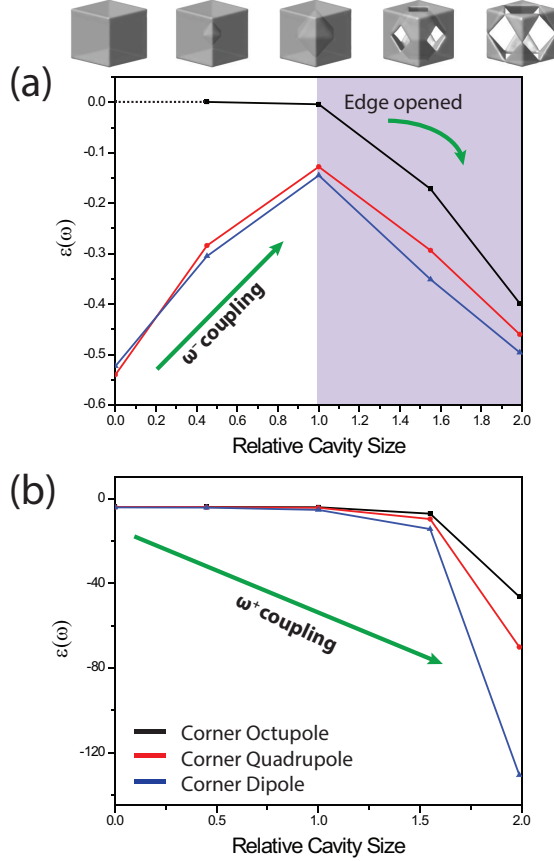 (a)
Edge opened
ω⁻ coupling
ε(ω)
0.0
-0.1
-0.2
-0.3
-0.4
-0.5
-0.6
0.0 0.2 0.4 0.6 0.8 1.0 1.2 1.4 1.6 1.8 2.0
Relative Cavity Size
(b)
ω⁺ coupling
ε(ω)
0
-40
-80
-120
Corner Octupole
Corner Quadrupole
Corner Dipole
0.0 0.5 1.0 1.5 2.0
Relative Cavity Size